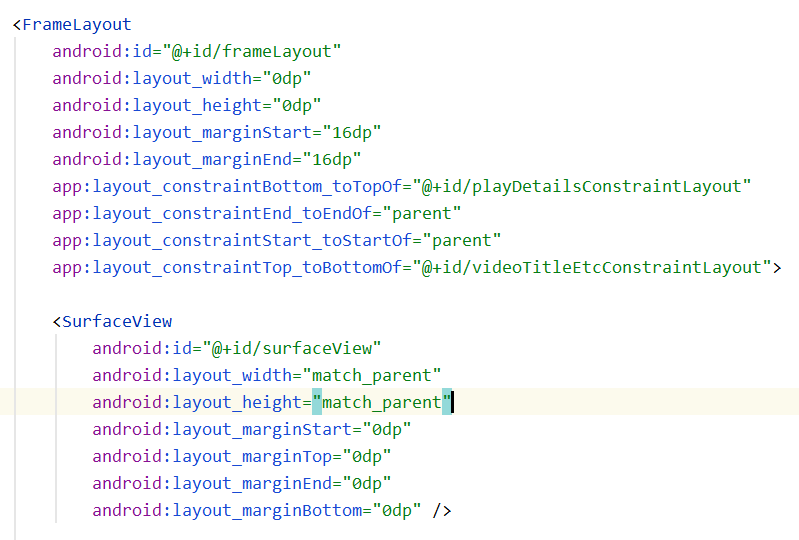 <FrameLayout
android:id="@+id/frameLayout"
android:layout_width="0dp"
android:layout_height="0dp"
android:layout_marginStart="16dp"
android:layout_marginEnd="16dp"
app:layout_constraintBottom_toTopOf="@+id/playDetailsConstraintLayout"
app:layout_constraintEnd_toEndOf="parent"
app:layout_constraintStart_toStartOf="parent"
app:layout_constraintTop_toBottomOf="@+id/videoTitleEtcConstraintLayout">
<SurfaceView
android:id="@+id/surfaceView"
android:layout_width="match_parent"
android:layout_height="match_parent"
android:layout_marginStart="0dp"
android:layout_marginTop="0dp"
android:layout_marginEnd="0dp"
android:layout_marginBottom="0dp" />